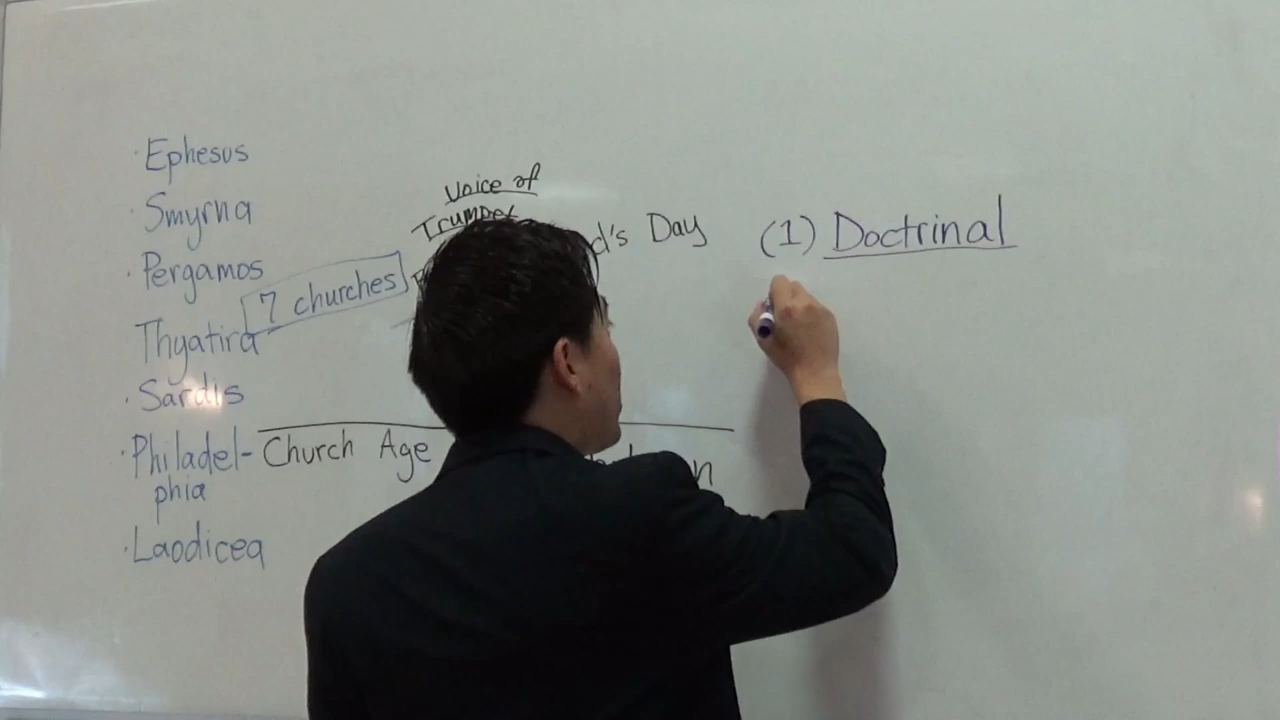 · Ephesus
· Smyrna
· Pergamos
Thyatira
· Sardis
· Philadel-
phia
· Laodicea
7 churches
Voice of
Trumpet
Day
Church Age
(1) Doctrinal